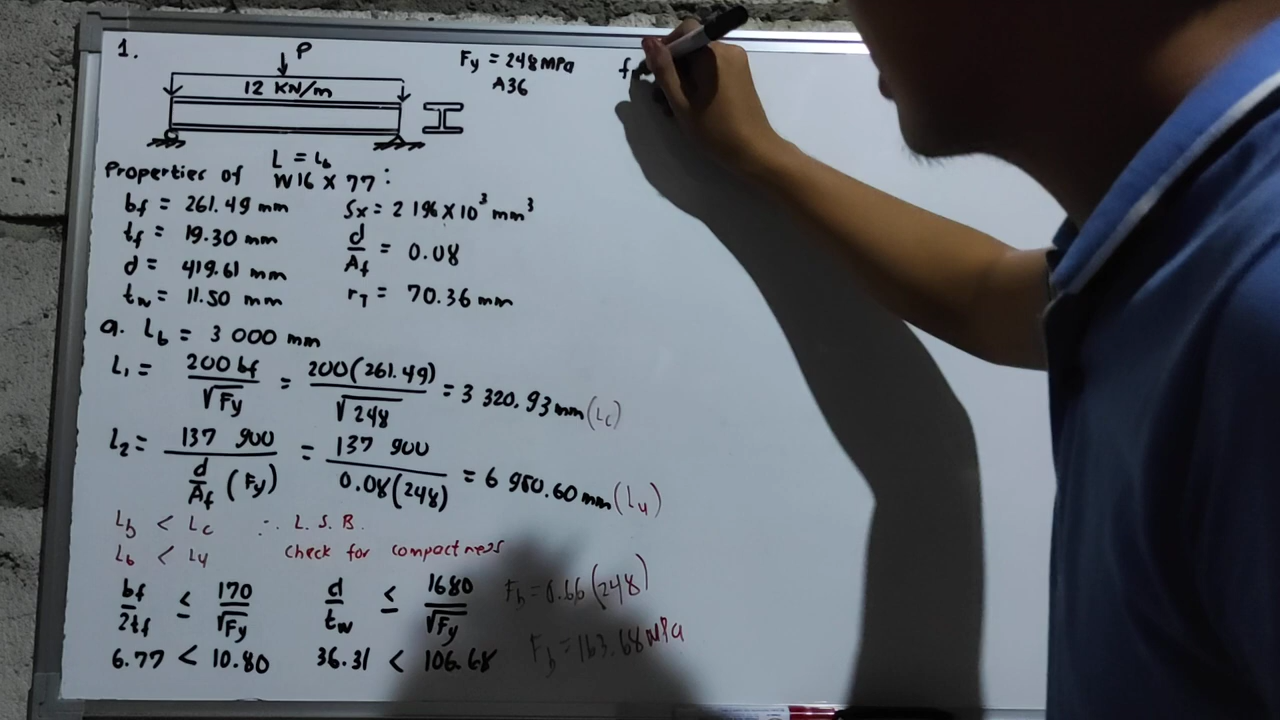 1.
P
12 KN/m
L = Lb
Fy = 248 MPa
A36
f
Properties of W16 X 77:
bf = 261.49 mm
tf = 19.30 mm
d = 419.61 mm
tw = 11.50 mm
Sx = 2 196 X 10³ mm³
d/Af = 0.08
rT = 70.36 mm
a. Lb = 3 000 mm
L1 = 200 bf / √Fy = 200(261.49) / √248 = 3 320.93 mm (Lc)
L2 = 137 900 / d/Af (Fy) = 137 900 / 0.08(248) = 6 950.60 mm (Lu)
Lb < Lc ∴ L.S.B.
Lb < Lu Check for compactness
bf/2tf ≤ 170/√Fy d/tw ≤ 1680/√Fy Fb = 0.66(248)
6.77 < 10.80 36.31 < 106.68 Fb = 163.68 MPa